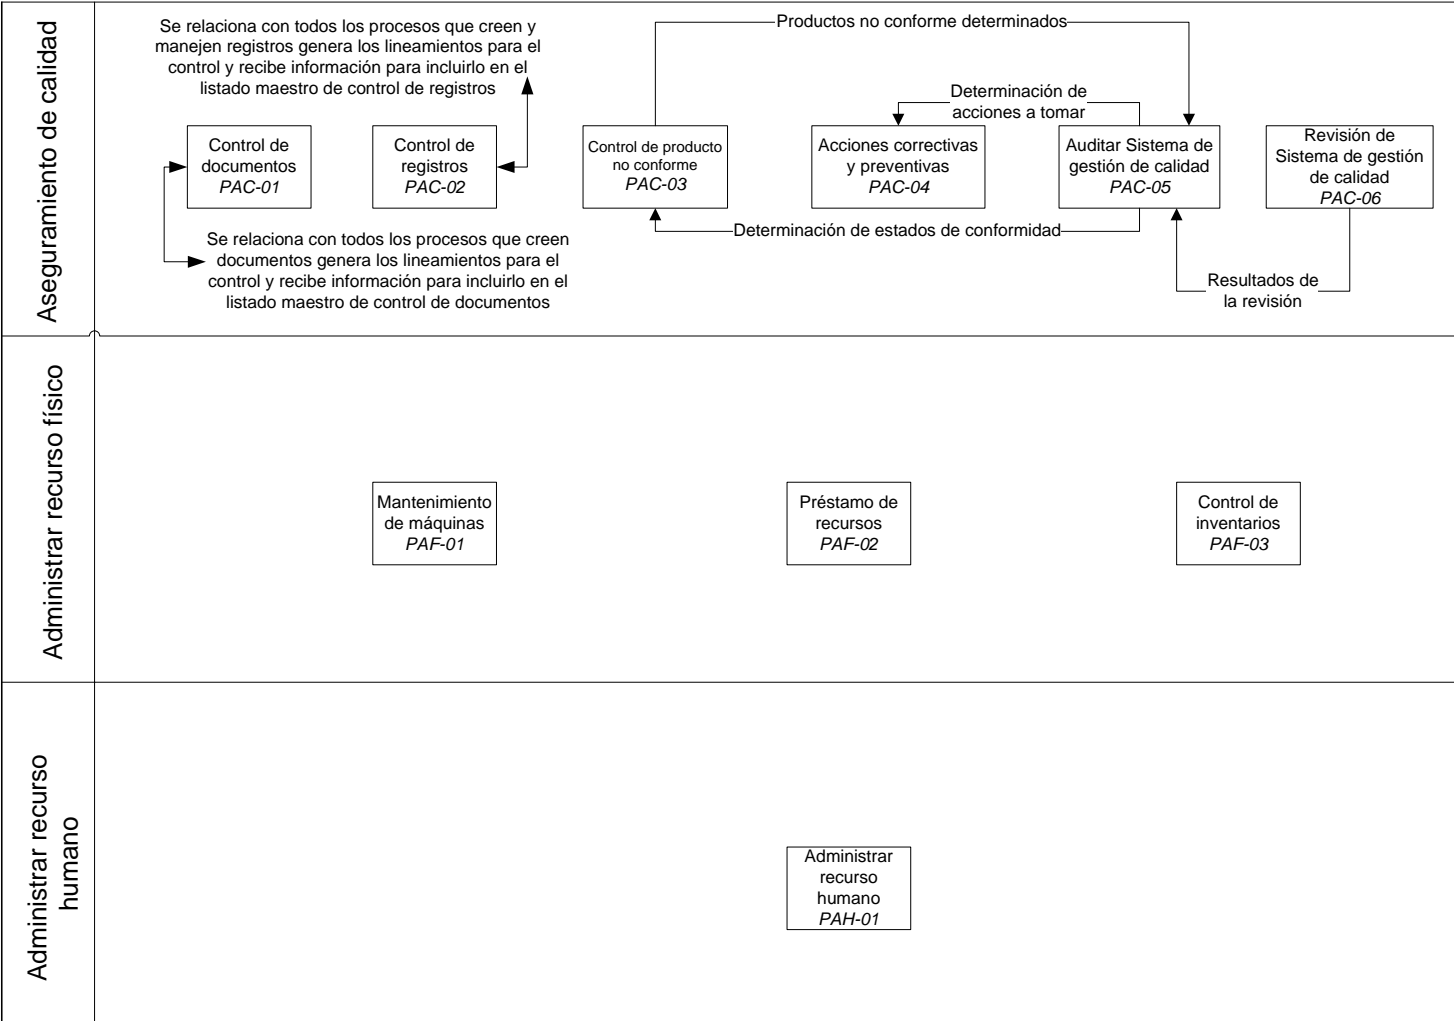 Aseguramiento de calidad
Se relaciona con todos los procesos que creen y
manejen registros genera los lineamientos para el
control y recibe información para incluirlo en el
listado maestro de control de registros
Productos no conforme determinados
Determinación de
acciones a tomar
Control de
documentos
PAC-01
Control de
registros
PAC-02
Control de producto
no conforme
PAC-03
Acciones correctivas
y preventivas
PAC-04
Auditar Sistema de
gestión de calidad
PAC-05
Revisión de
Sistema de gestión
de calidad
PAC-06
Se relaciona con todos los procesos que creen
documentos genera los lineamientos para el
control y recibe información para incluirlo en el
listado maestro de control de documentos
Determinación de estados de conformidad
Resultados de
la revisión
Administrar recurso físico
Mantenimiento
de máquinas
PAF-01
Préstamo de
recursos
PAF-02
Control de
inventarios
PAF-03
Administrar recurso
humano
Administrar
recurso
humano
PAH-01